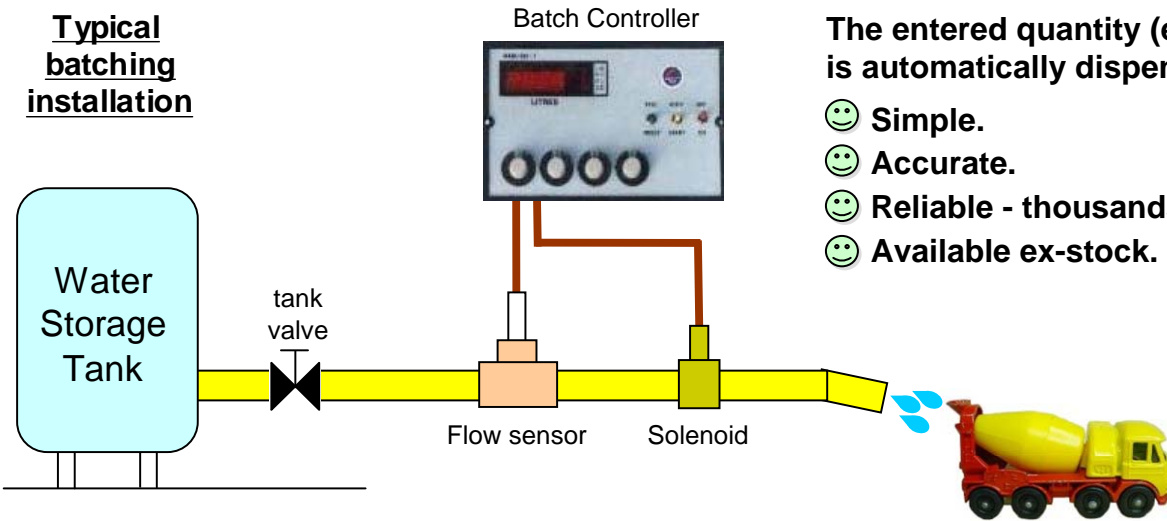 Typical
batching
installation
Batch Controller
LITRES
The entered quantity (e
is automatically dispen
Simple.
Accurate.
Reliable - thousand
Available ex-stock.
Water
Storage
Tank
tank
valve
Flow sensor
Solenoid